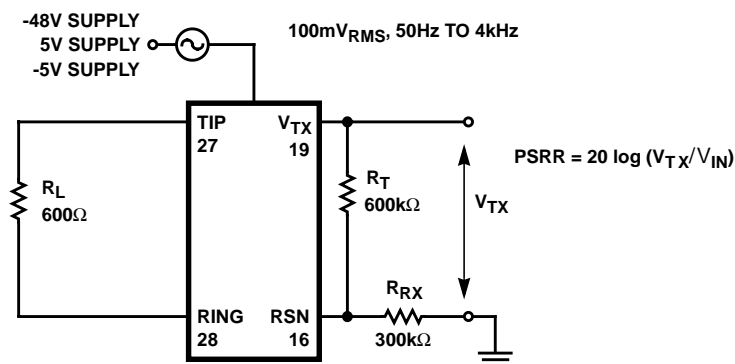 -48V SUPPLY
5V SUPPLY
-5V SUPPLY
100mVRMS, 50Hz TO 4kHz
TIP
27
VTX
19
PSRR = 20 log (VTX/VIN)
RL
600Ω
RT
600kΩ
VTX
RRX
300kΩ
RING
28
RSN
16